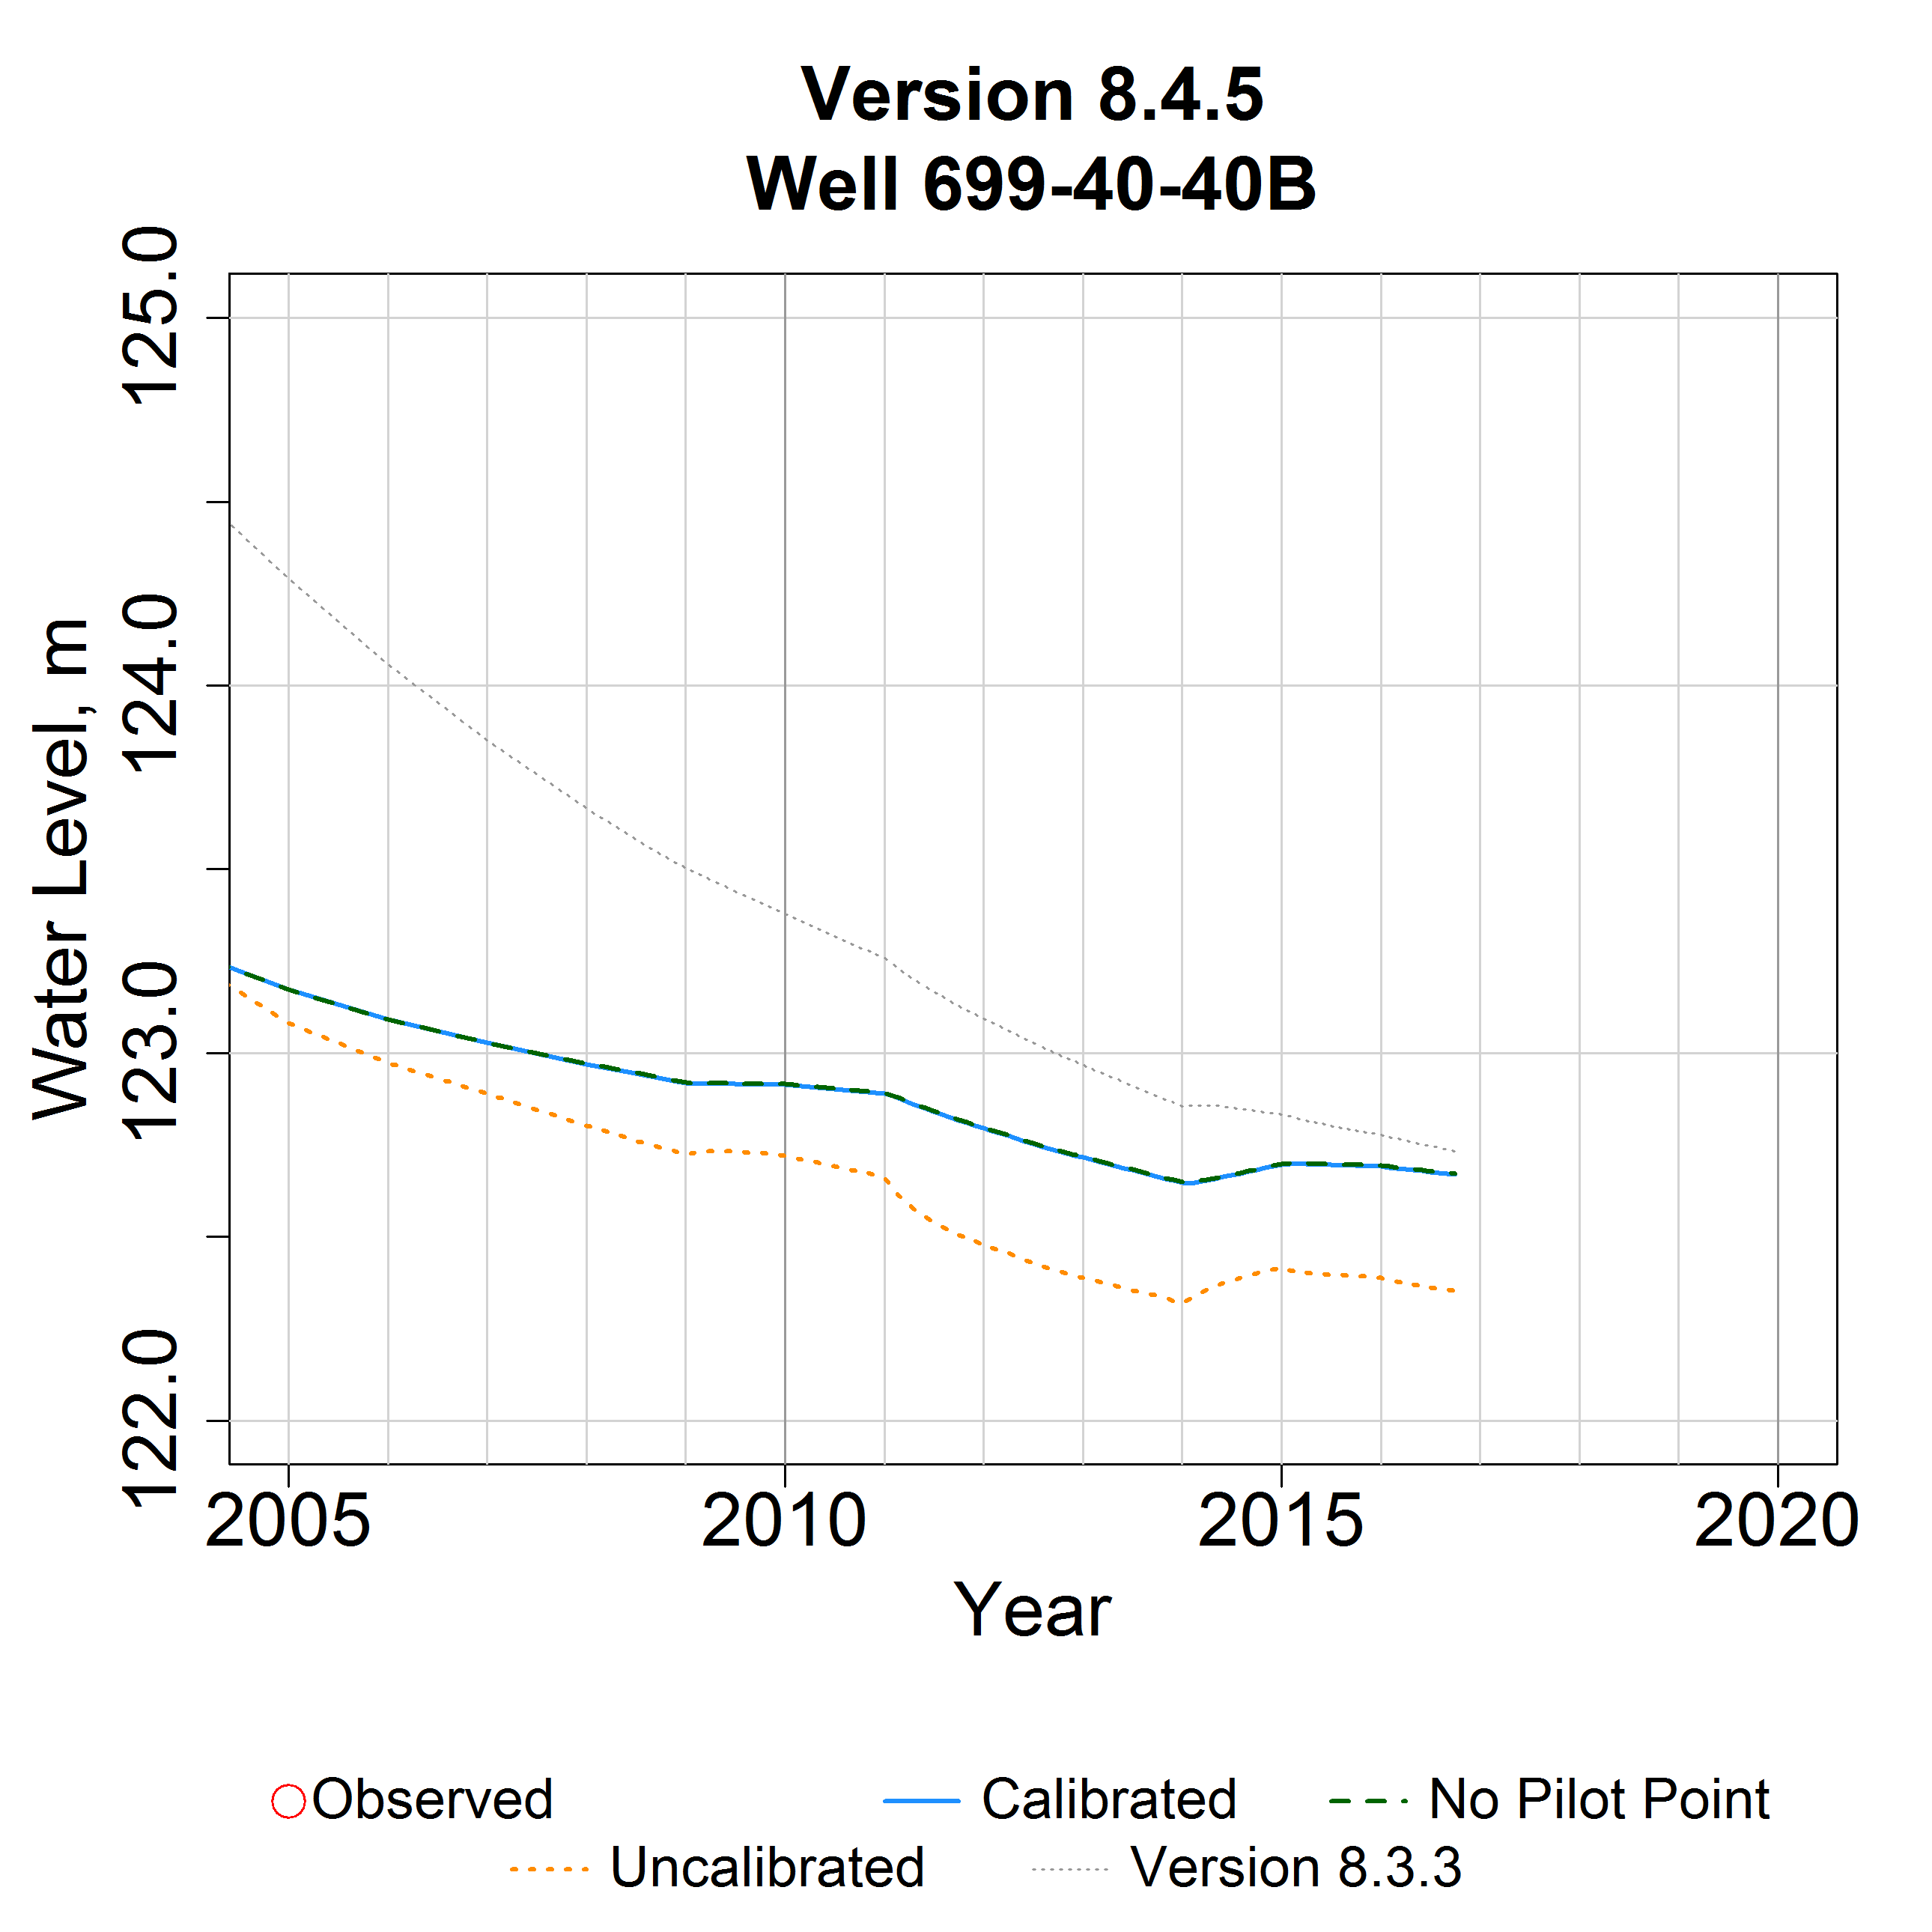 Version 8.4.5
Well 699-40-40B
Water Level, m
125.0
124.0
123.0
122.0
2005 2010 2015 2020
Year
Observed Calibrated No Pilot Point
Uncalibrated Version 8.3.3